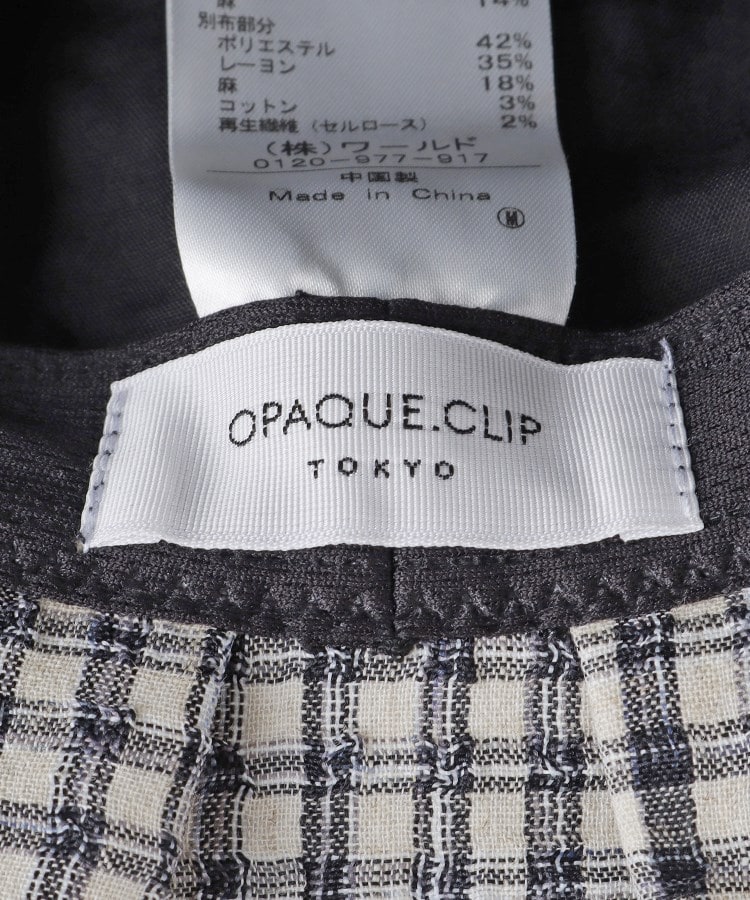 麻 14%
別布部分
ポリエステル 42%
レーヨン 35%
麻 18%
コットン 3%
再生繊維（セルロース） 2%
（株）ワールド
0120-977-917
中国製
Made in China
M
OPAQUE.CLIP
TOKYO